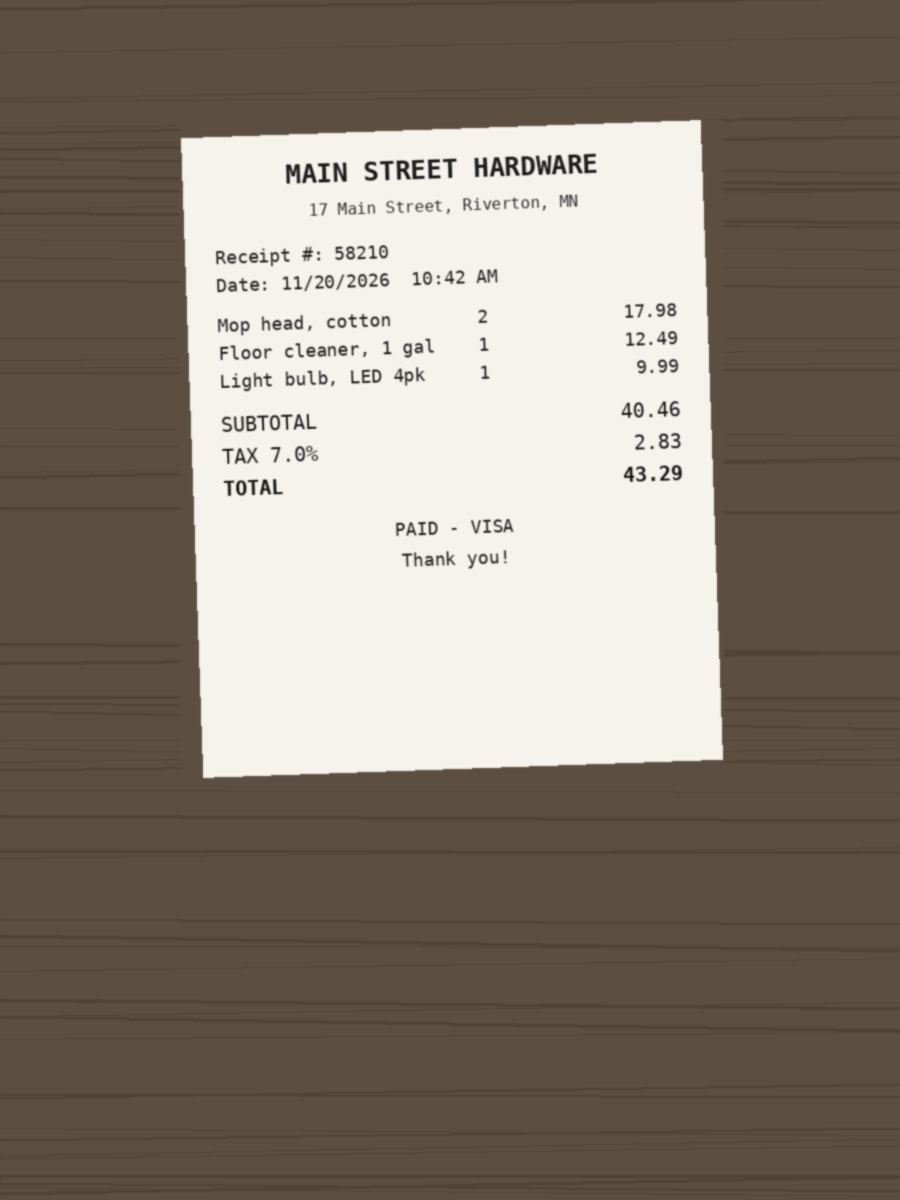 MAIN STREET HARDWARE
17 Main Street, Riverton, MN
Receipt #: 58210
Date: 11/20/2026  10:42 AM
Mop head, cotton 2 17.98
Floor cleaner, 1 gal 1 12.49
Light bulb, LED 4pk 1 9.99
SUBTOTAL 40.46
TAX 7.0% 2.83
TOTAL 43.29
PAID - VISA
Thank you!